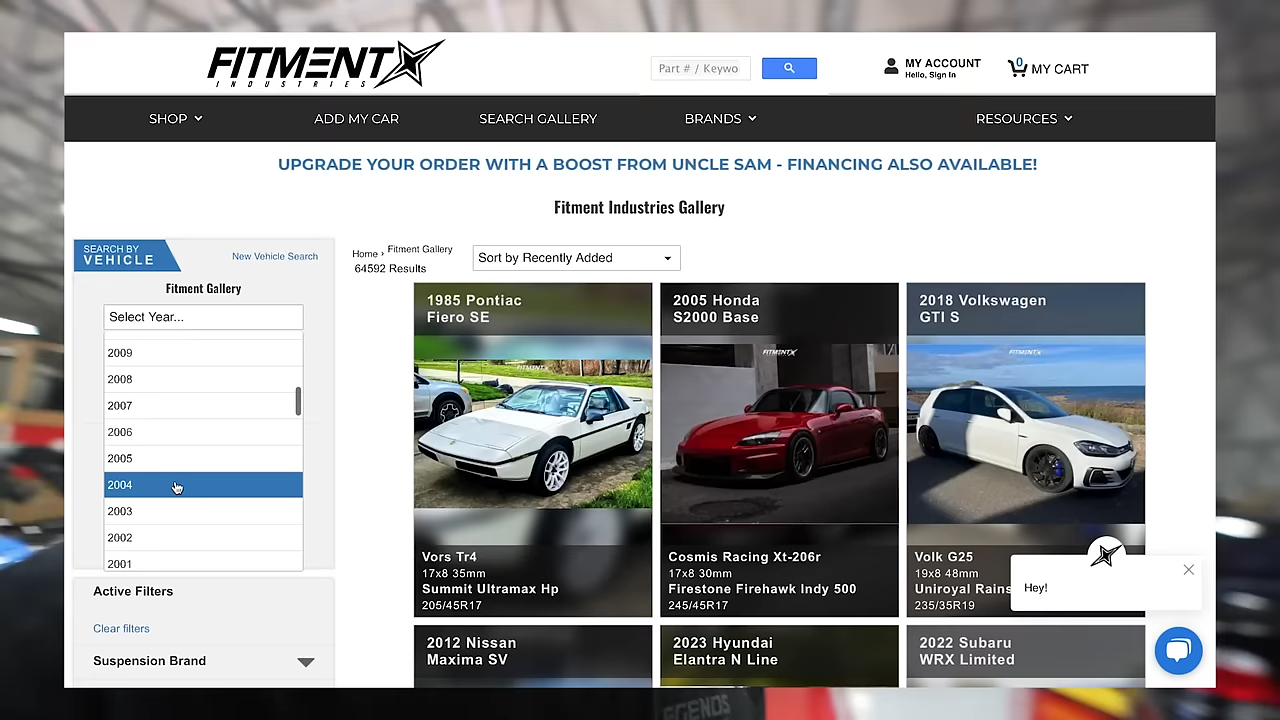 FITMENT
INDUSTRIES
Part # / Keywo
MY ACCOUNT
Hello, Sign In
0
MY CART
SHOP
ADD MY CAR
SEARCH GALLERY
BRANDS
RESOURCES
UPGRADE YOUR ORDER WITH A BOOST FROM UNCLE SAM - FINANCING ALSO AVAILABLE!
Fitment Industries Gallery
SEARCH BY
VEHICLE
New Vehicle Search
Fitment Gallery
Select Year...
2009
2008
2007
2006
2005
2004
2003
2002
2001
Active Filters
Clear filters
Suspension Brand
Home › Fitment Gallery
64592 Results
Sort by Recently Added
1985 Pontiac
Fiero SE
FITMENT
Vors Tr4
17x8 35mm
Summit Ultramax Hp
205/45R17
2005 Honda
S2000 Base
FITMENT
Cosmis Racing Xt-206r
17x8 30mm
Firestone Firehawk Indy 500
245/45R17
2018 Volkswagen
GTI S
FITMENT
Volk G25
19x8 48mm
Uniroyal Rains
235/35R19
Hey!
2012 Nissan
Maxima SV
2023 Hyundai
Elantra N Line
2022 Subaru
WRX Limited
EGENDS